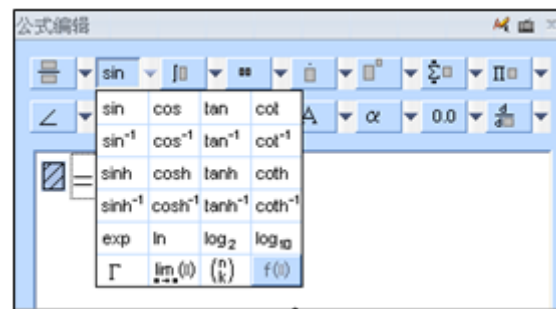 公式编辑
sin
∠ A α 0.0
sin cos tan cot
sin⁻¹ cos⁻¹ tan⁻¹ cot⁻¹
sinh cosh tanh coth
sinh⁻¹ cosh⁻¹ tanh⁻¹ coth⁻¹
exp ln log₂ log₁₀
Γ lim (n k) f(▯)
=